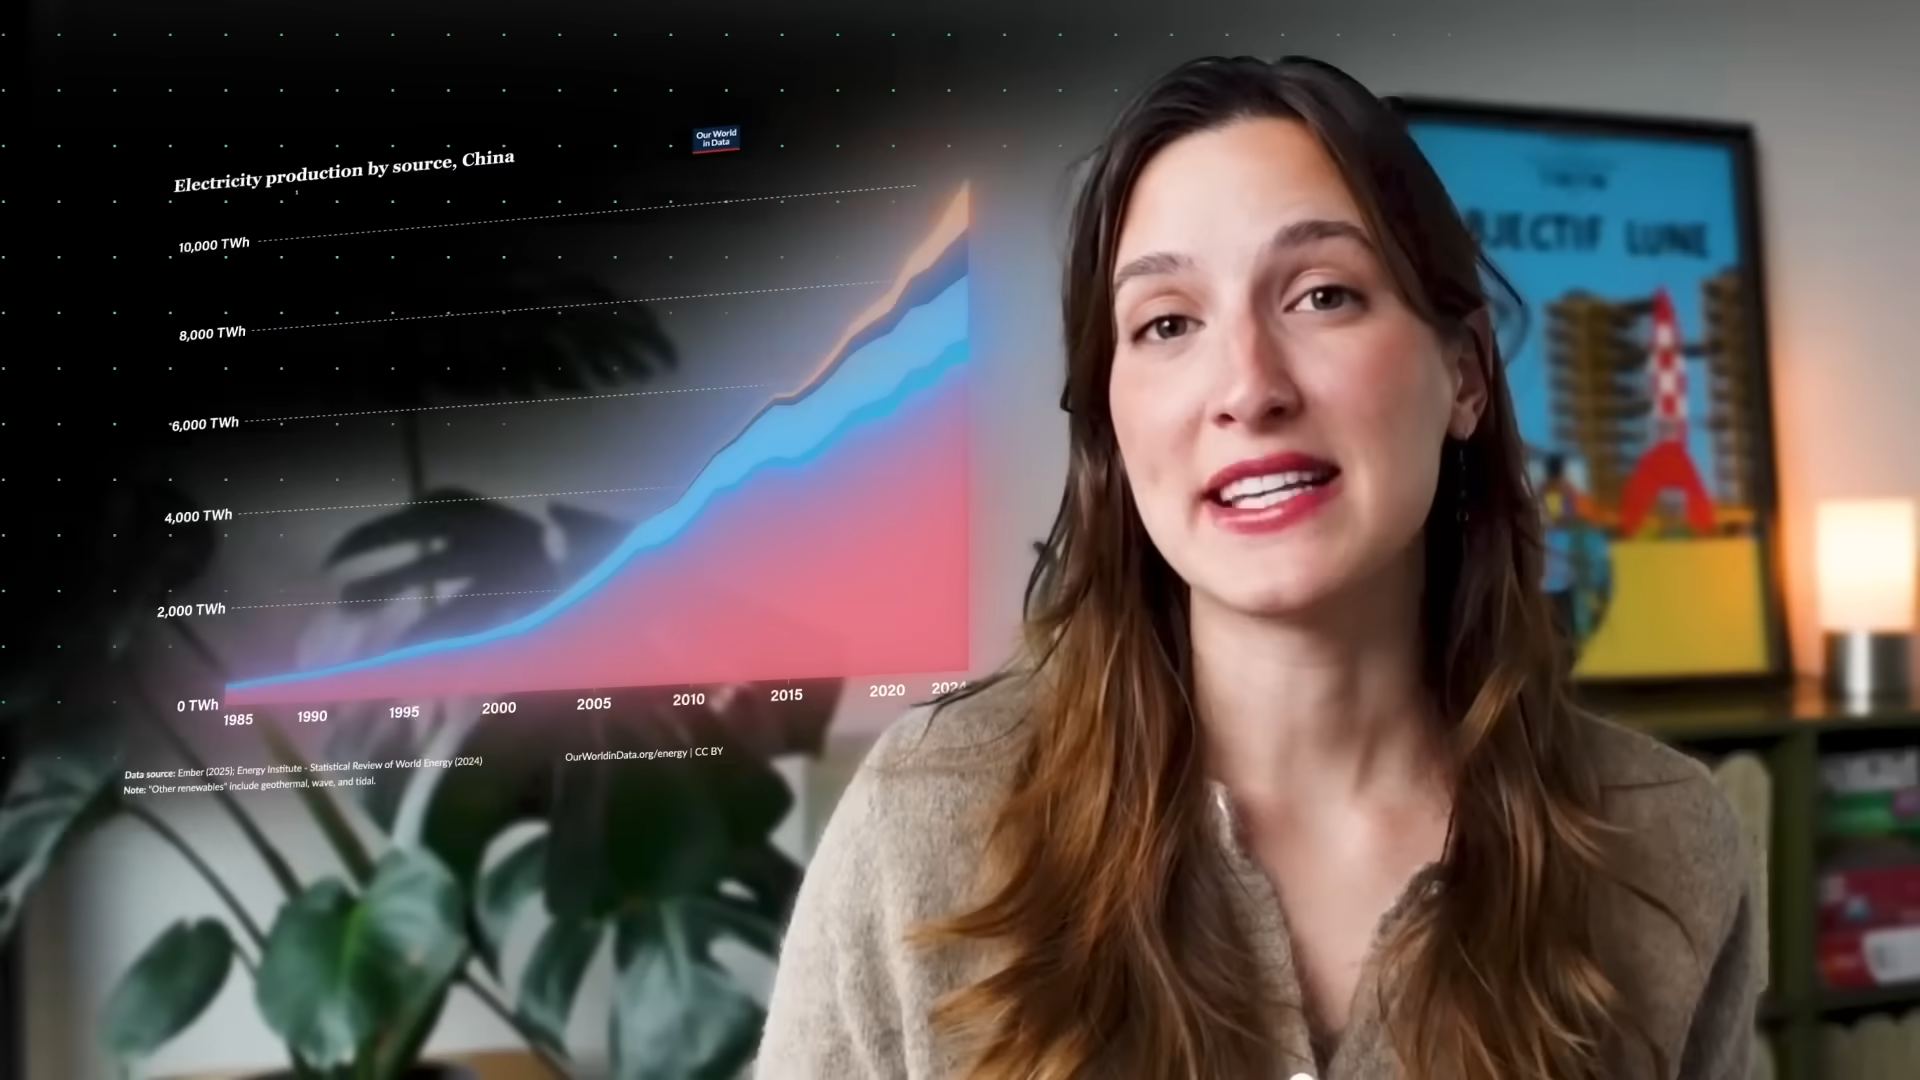 Our World
in Data
Electricity production by source, China
10,000 TWh
8,000 TWh
6,000 TWh
4,000 TWh
2,000 TWh
0 TWh
1985
1990
1995
2000
2005
2010
2015
2020
2024
Data source: Ember (2025); Energy Institute - Statistical Review of World Energy (2024)
Note: "Other renewables" include geothermal, wave, and tidal.
OurWorldinData.org/energy | CC BY
OBJECTIF LUNE